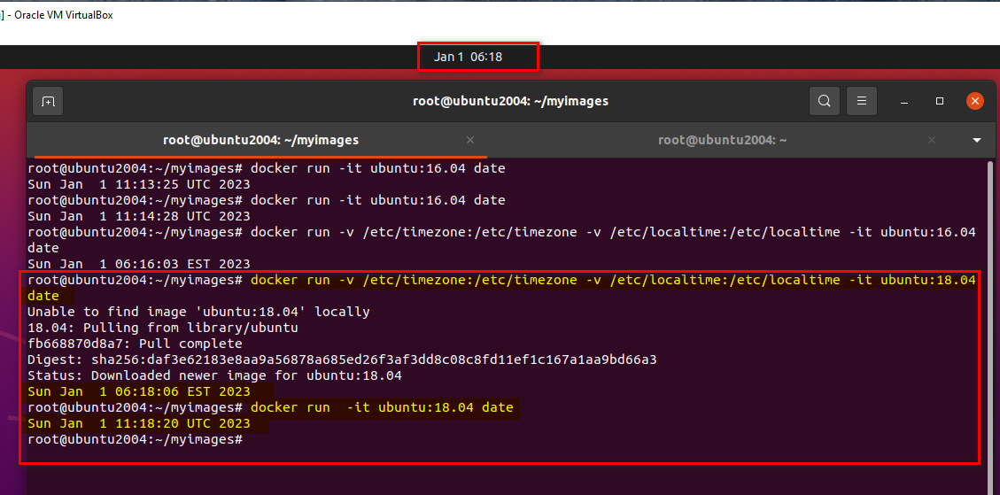 ] - Oracle VM VirtualBox
Jan 1 06:18
root@ubuntu2004: ~/myimages
root@ubuntu2004: ~/myimages
root@ubuntu2004: ~
root@ubuntu2004:~/myimages# docker run -it ubuntu:16.04 date
Sun Jan  1 11:13:25 UTC 2023
root@ubuntu2004:~/myimages# docker run -it ubuntu:16.04 date
Sun Jan  1 11:14:28 UTC 2023
root@ubuntu2004:~/myimages# docker run -v /etc/timezone:/etc/timezone -v /etc/localtime:/etc/localtime -it ubuntu:16.04
date
Sun Jan  1 06:16:03 EST 2023
root@ubuntu2004:~/myimages# docker run -v /etc/timezone:/etc/timezone -v /etc/localtime:/etc/localtime -it ubuntu:18.04
date
Unable to find image 'ubuntu:18.04' locally
18.04: Pulling from library/ubuntu
fb668870d8a7: Pull complete
Digest: sha256:daf3e62183e8aa9a56878a685ed26f3af3dd8c08c8fd11ef1c167a1aa9bd66a3
Status: Downloaded newer image for ubuntu:18.04
Sun Jan  1 06:18:06 EST 2023
root@ubuntu2004:~/myimages# docker run  -it ubuntu:18.04 date
Sun Jan  1 11:18:20 UTC 2023
root@ubuntu2004:~/myimages#